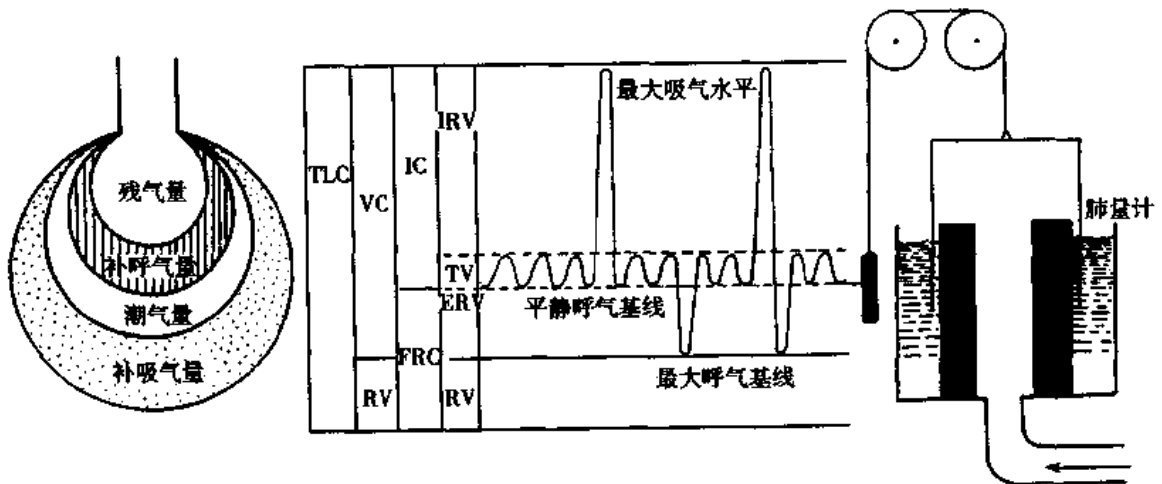 残气量
补呼气量
潮气量
补吸气量
TLC
VC
RV
IC
FRC
IRV
TV
ERV
RV
最大吸气水平
平静呼气基线
最大呼气基线
肺量计